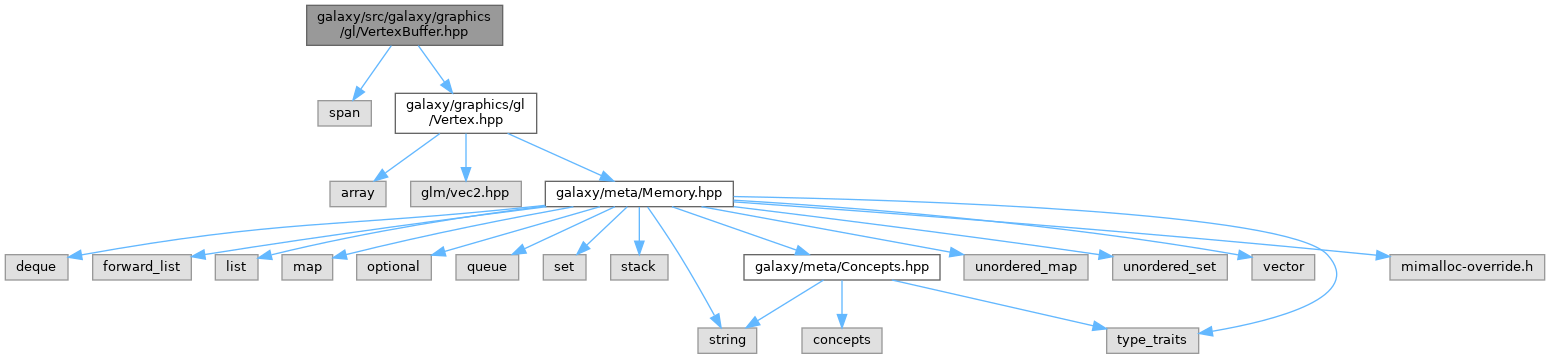 galaxy/src/galaxy/graphics
/gl/VertexBuffer.hpp
span
galaxy/graphics/gl
/Vertex.hpp
array
glm/vec2.hpp
galaxy/meta/Memory.hpp
deque
forward_list
list
map
optional
queue
set
stack
galaxy/meta/Concepts.hpp
unordered_map
unordered_set
vector
mimalloc-override.h
string
concepts
type_traits